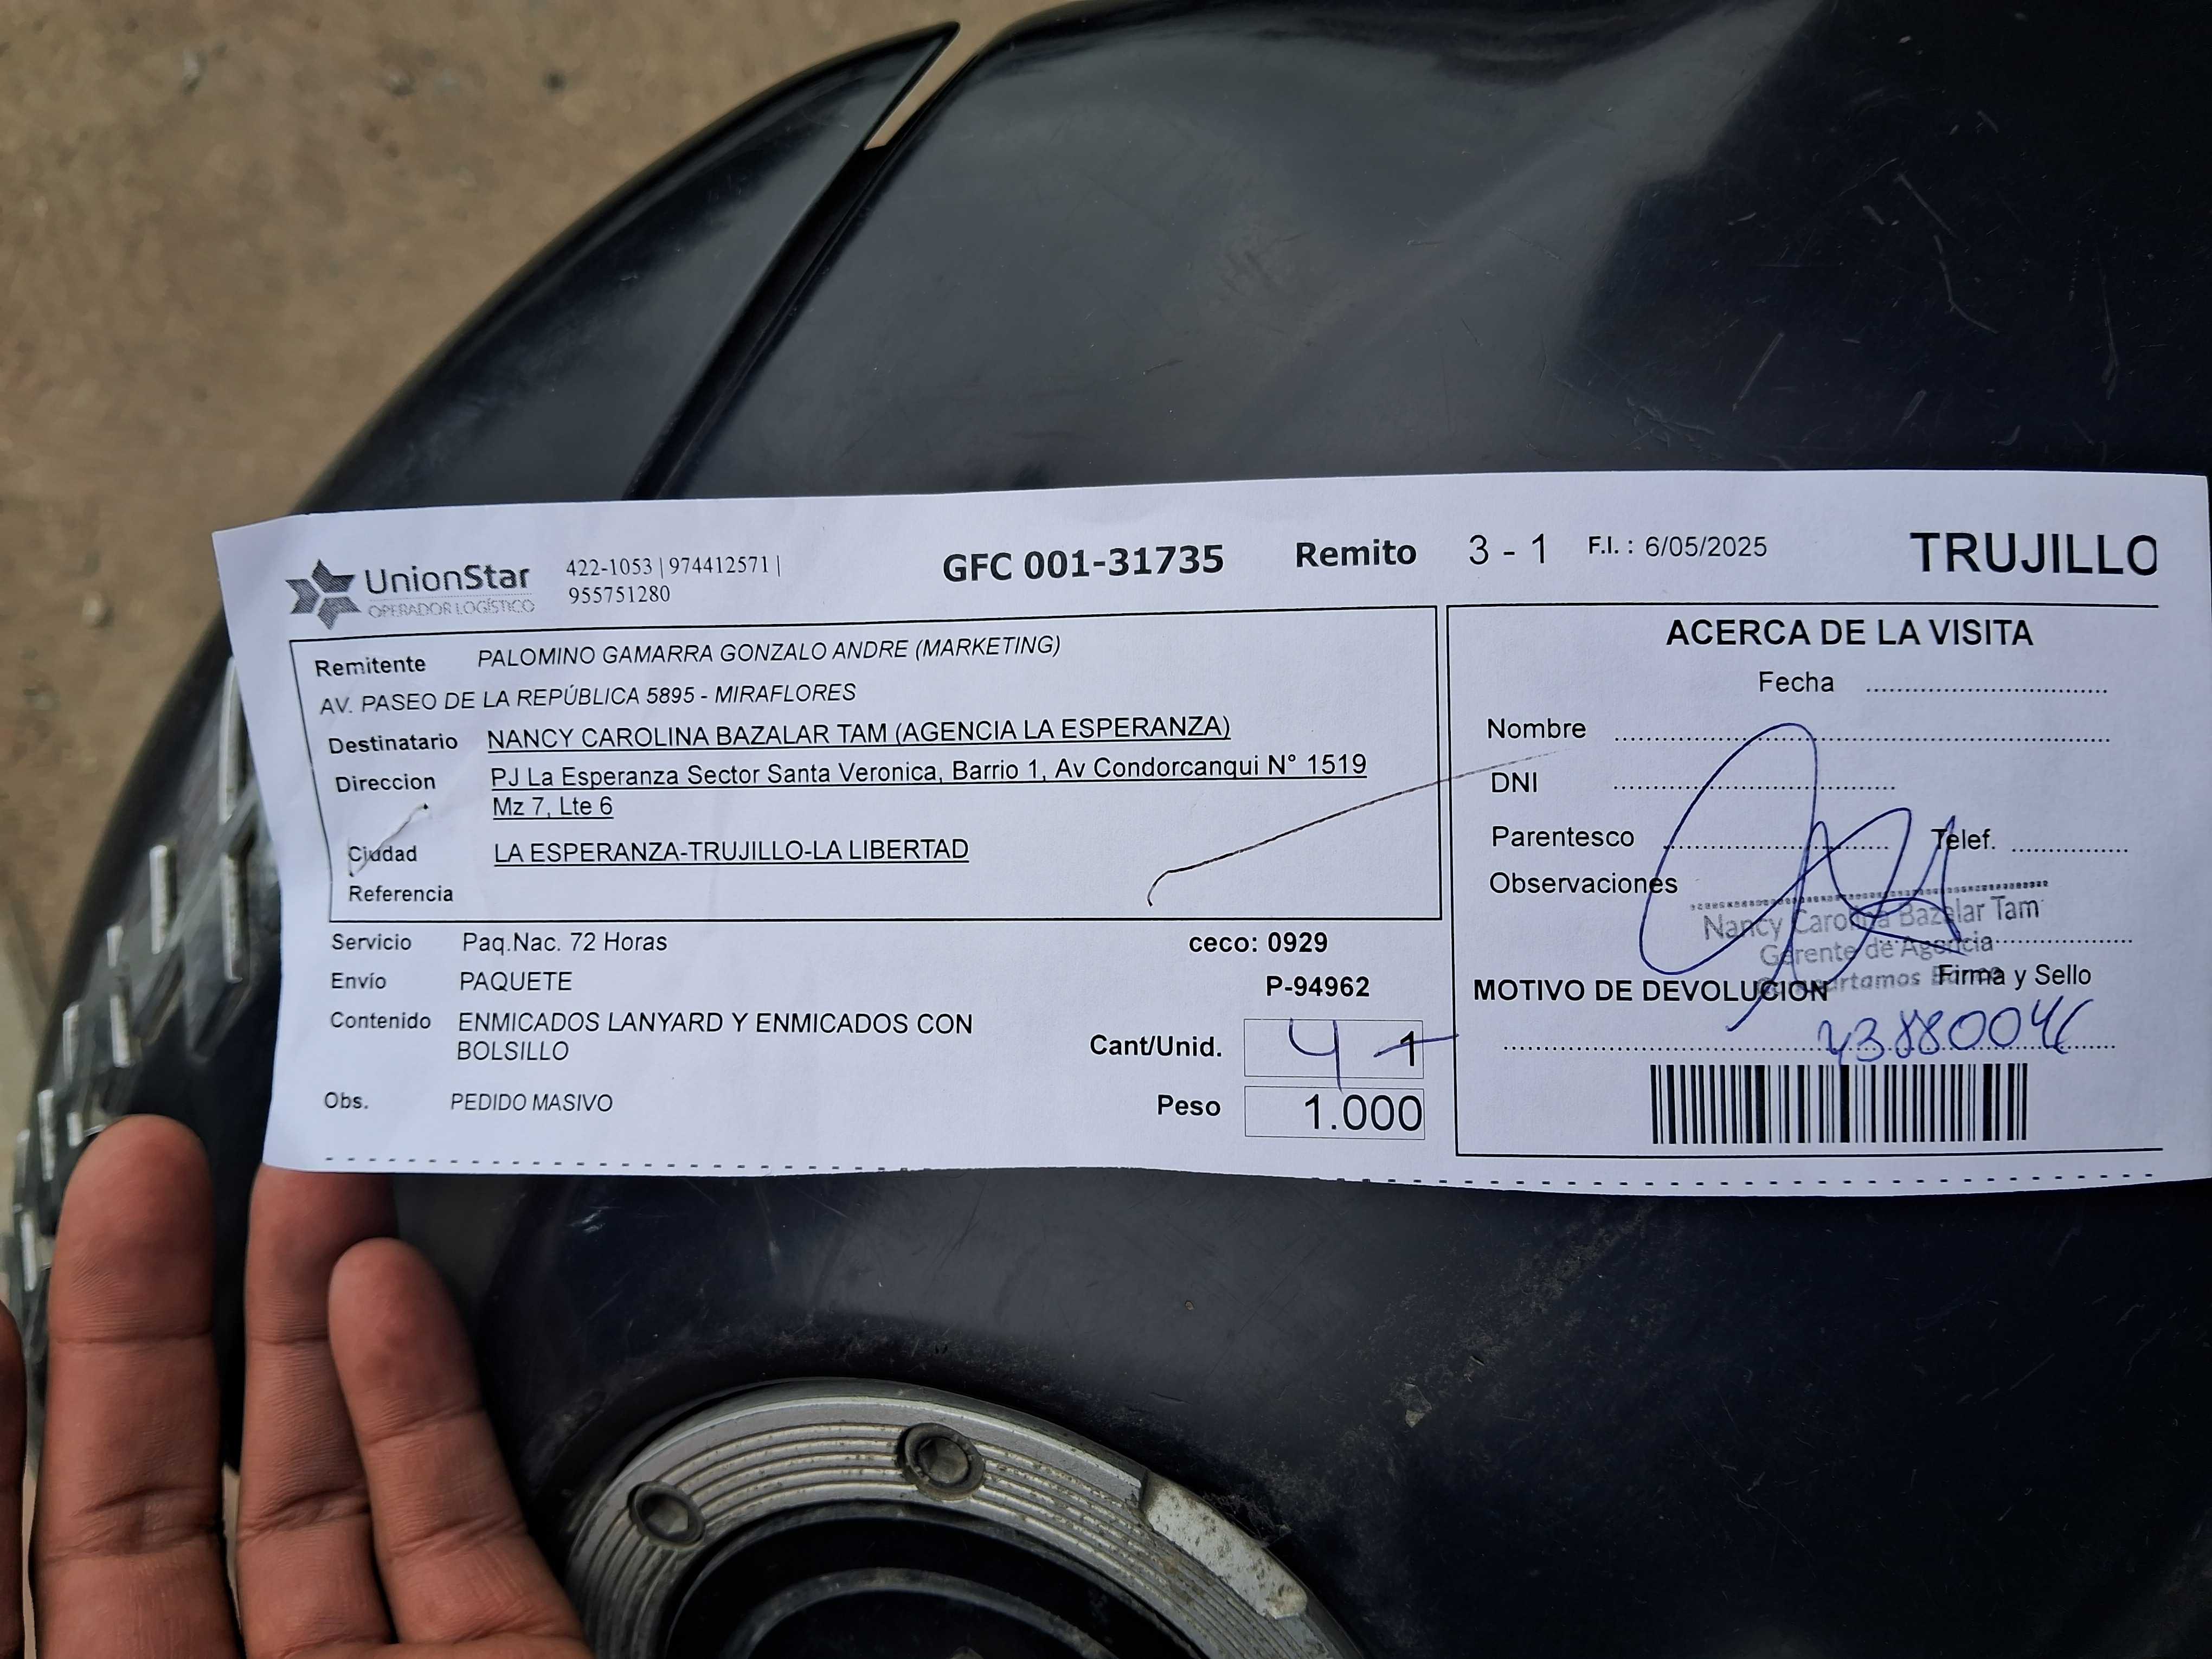 UnionStar
OPERADOR LOGÍSTICO
422-1053 | 974412571 |
955751280
GFC 001-31735 Remito 3 - 1 F.I. : 6/05/2025 TRUJILLO
Remitente PALOMINO GAMARRA GONZALO ANDRE (MARKETING)
AV. PASEO DE LA REPÚBLICA 5895 - MIRAFLORES
Destinatario NANCY CAROLINA BAZALAR TAM (AGENCIA LA ESPERANZA)
Direccion PJ La Esperanza Sector Santa Veronica, Barrio 1, Av Condorcanqui N° 1519
Mz 7, Lte 6
Ciudad LA ESPERANZA-TRUJILLO-LA LIBERTAD
Referencia
Servicio Paq.Nac. 72 Horas ceco: 0929
Envío PAQUETE P-94962
Contenido ENMICADOS LANYARD Y ENMICADOS CON
BOLSILLO
Cant/Unid. 4 1
Obs. PEDIDO MASIVO
Peso 1.000
ACERCA DE LA VISITA
Fecha
Nombre
DNI
Parentesco Telef.
Observaciones
Nancy Carolina Bazalar Tam
Gerente de Agencia
Firma y Sello
MOTIVO DE DEVOLUCION